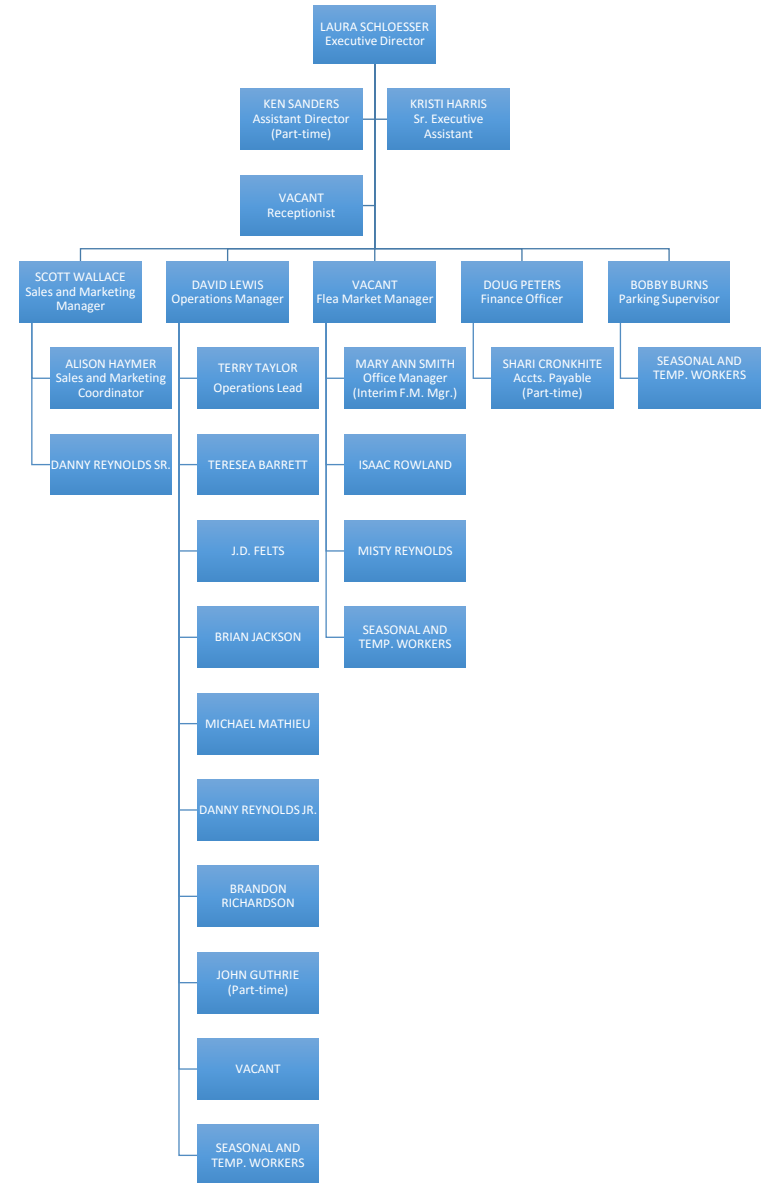 LAURA SCHLOESSER
Executive Director
KEN SANDERS
Assistant Director
(Part-time)
KRISTI HARRIS
Sr. Executive
Assistant
VACANT
Receptionist
SCOTT WALLACE
Sales and Marketing
Manager
DAVID LEWIS
Operations Manager
VACANT
Flea Market Manager
DOUG PETERS
Finance Officer
BOBBY BURNS
Parking Supervisor
ALISON HAYMER
Sales and Marketing
Coordinator
TERRY TAYLOR
Operations Lead
MARY ANN SMITH
Office Manager
(Interim F.M. Mgr.)
SHARI CRONKHITE
Accts. Payable
(Part-time)
SEASONAL AND
TEMP. WORKERS
DANNY REYNOLDS SR.
TERESEA BARRETT
ISAAC ROWLAND
J.D. FELTS
MISTY REYNOLDS
BRIAN JACKSON
SEASONAL AND
TEMP. WORKERS
MICHAEL MATHIEU
DANNY REYNOLDS JR.
BRANDON
RICHARDSON
JOHN GUTHRIE
(Part-time)
VACANT
SEASONAL AND
TEMP. WORKERS